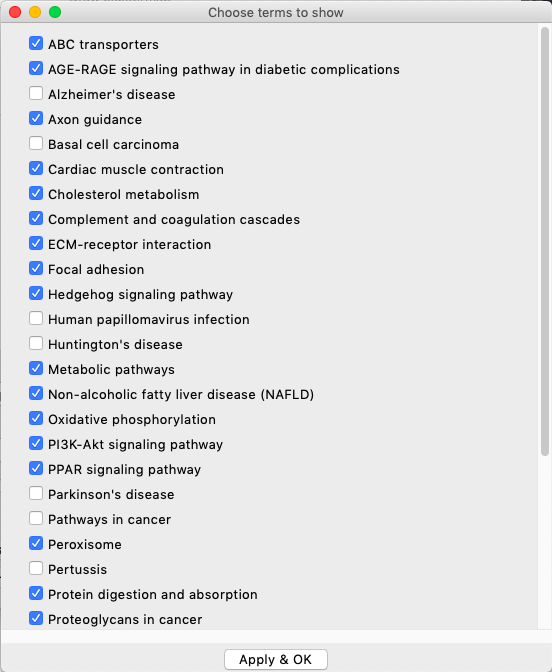 Choose terms to show
ABC transporters
AGE-RAGE signaling pathway in diabetic complications
Alzheimer's disease
Axon guidance
Basal cell carcinoma
Cardiac muscle contraction
Cholesterol metabolism
Complement and coagulation cascades
ECM-receptor interaction
Focal adhesion
Hedgehog signaling pathway
Human papillomavirus infection
Huntington's disease
Metabolic pathways
Non-alcoholic fatty liver disease (NAFLD)
Oxidative phosphorylation
PI3K-Akt signaling pathway
PPAR signaling pathway
Parkinson's disease
Pathways in cancer
Peroxisome
Pertussis
Protein digestion and absorption
Proteoglycans in cancer
Apply & OK